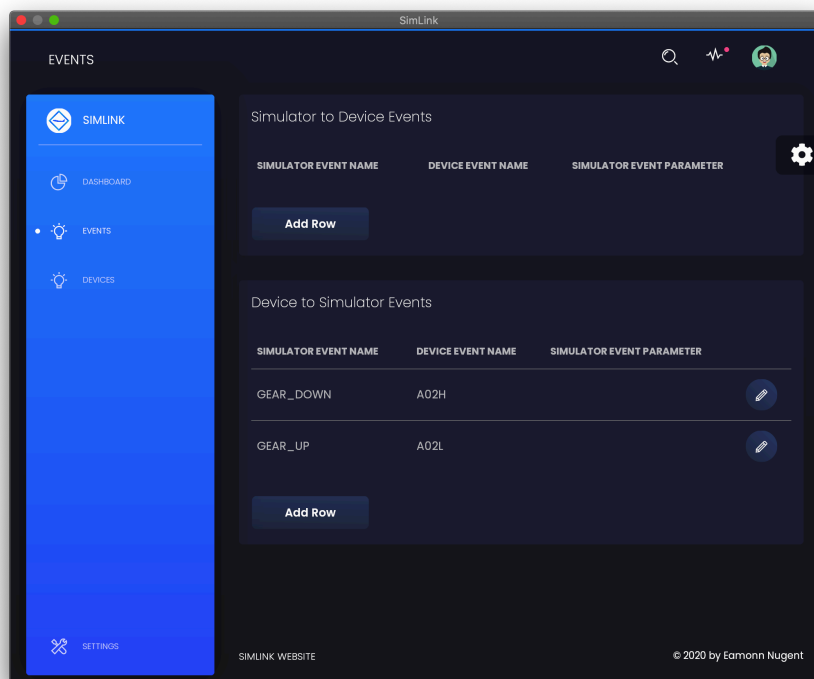 SimLink
EVENTS
SIMLINK
DASHBOARD
EVENTS
DEVICES
SETTINGS
Simulator to Device Events
SIMULATOR EVENT NAME DEVICE EVENT NAME SIMULATOR EVENT PARAMETER
Add Row
Device to Simulator Events
SIMULATOR EVENT NAME DEVICE EVENT NAME SIMULATOR EVENT PARAMETER
GEAR_DOWN A02H
GEAR_UP A02L
Add Row
SIMLINK WEBSITE © 2020 by Eamonn Nugent